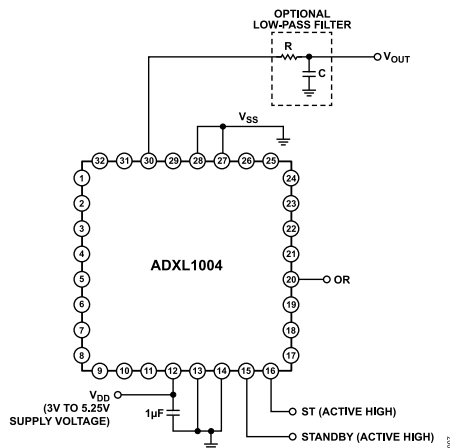 OPTIONAL
LOW-PASS FILTER
R
C
VOUT
VSS
32 31 30 29 28 27 26 25
1
2
3
4
5
6
7
8
24
23
22
21
20
19
18
17
ADXL1004
OR
9 10 11 12 13 14 15 16
VDD
(3V TO 5.25V
SUPPLY VOLTAGE)
1µF
ST (ACTIVE HIGH)
STANDBY (ACTIVE HIGH)